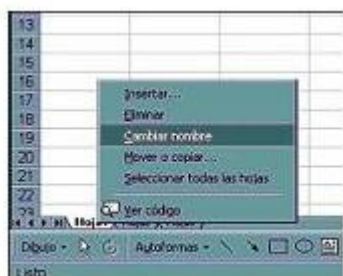 13
14
15
16
17
18
19
20
21
22
23
Insertar...
Eliminar
Cambiar nombre
Mover o copiar...
Seleccionar todas las hojas
Ver código
Dibujo
Autoformas
Listo